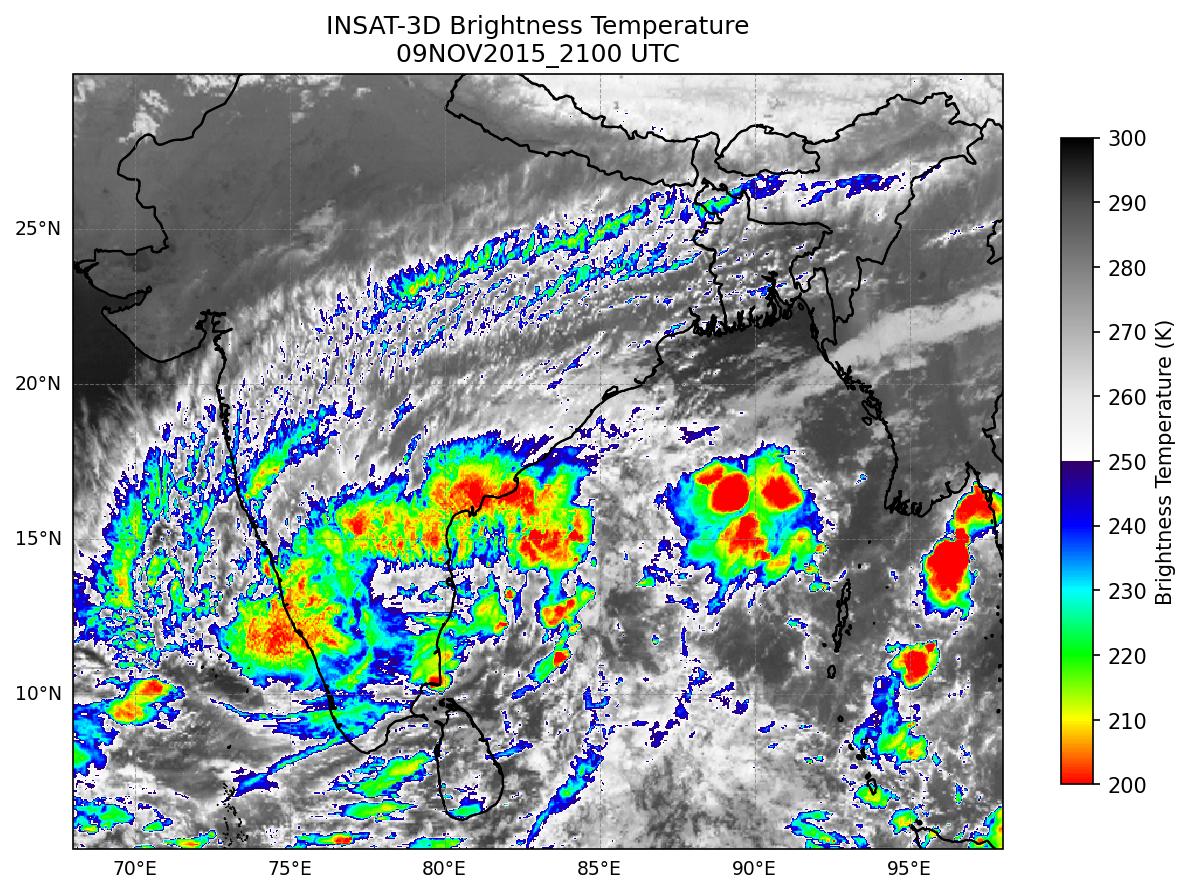 INSAT-3D Brightness Temperature
09NOV2015_2100 UTC
25°N
20°N
15°N
10°N
70°E
75°E
80°E
85°E
90°E
95°E
300
290
280
270
260
250
240
230
220
210
200
Brightness Temperature (K)